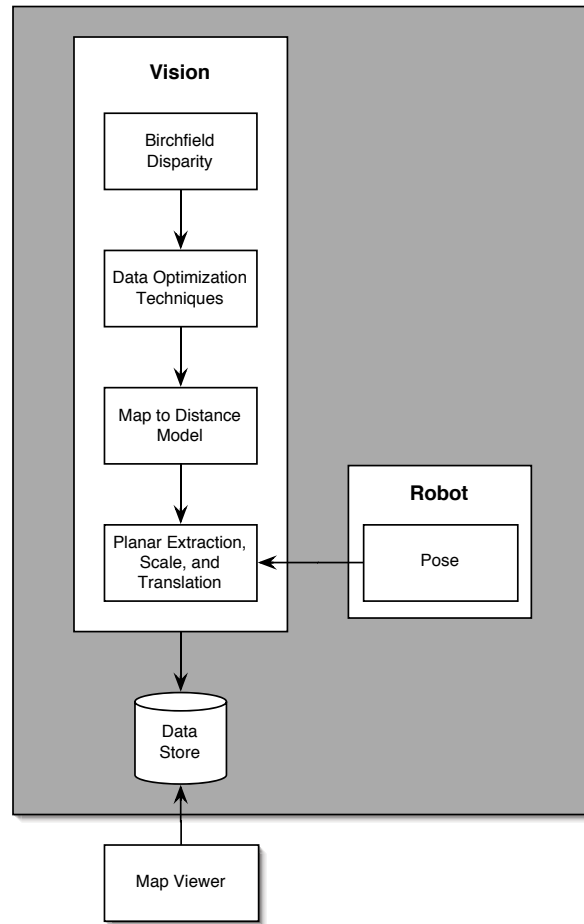 Vision
Birchfield
Disparity
Data Optimization
Techniques
Map to Distance
Model
Planar Extraction,
Scale, and
Translation
Robot
Pose
Data
Store
Map Viewer